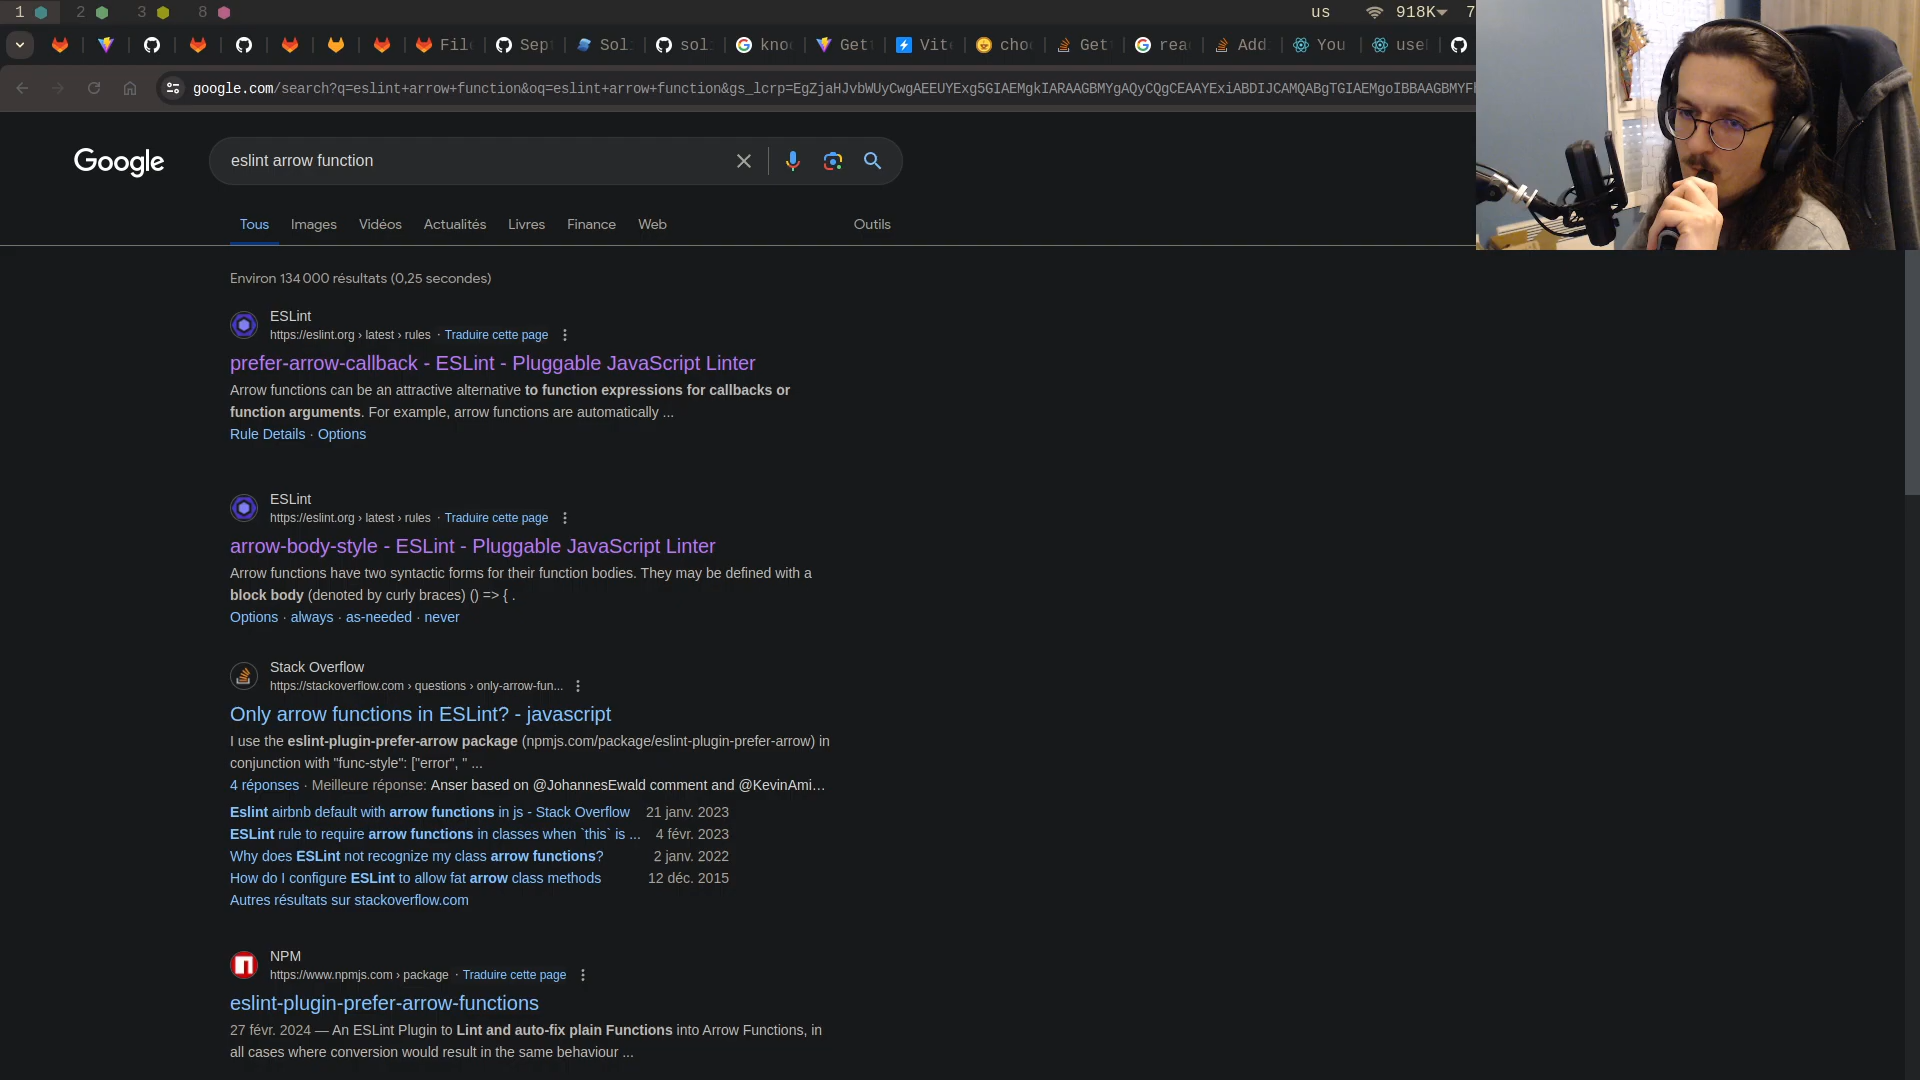 1 2 3 8 us 918K 7
File Sept Sol sol kno Gett Vite choo Gett rea Add You use
google.com/search?q=eslint+arrow+function&oq=eslint+arrow+function&gs_lcrp=EgZjaHJvbWUyCwgAEEUYExg5GIAEMgkIARAAGBMYgAQyCQgCEAAYExiABDIJCAMQABgTGIAEMgoIBBAAGBMYF
Google
eslint arrow function
Tous Images Vidéos Actualités Livres Finance Web Outils
Environ 134 000 résultats (0,25 secondes)
ESLint
https://eslint.org › latest › rules · Traduire cette page
prefer-arrow-callback - ESLint - Pluggable JavaScript Linter
Arrow functions can be an attractive alternative to function expressions for callbacks or
function arguments. For example, arrow functions are automatically ...
Rule Details · Options
ESLint
https://eslint.org › latest › rules · Traduire cette page
arrow-body-style - ESLint - Pluggable JavaScript Linter
Arrow functions have two syntactic forms for their function bodies. They may be defined with a
block body (denoted by curly braces) () => { .
Options · always · as-needed · never
Stack Overflow
https://stackoverflow.com › questions › only-arrow-fun...
Only arrow functions in ESLint? - javascript
I use the eslint-plugin-prefer-arrow package (npmjs.com/package/eslint-plugin-prefer-arrow) in
conjunction with "func-style": ["error", " ...
4 réponses · Meilleure réponse: Anser based on @JohannesEwald comment and @KevinAmi...
Eslint airbnb default with arrow functions in js - Stack Overflow 21 janv. 2023
ESLint rule to require arrow functions in classes when `this` is ... 4 févr. 2023
Why does ESLint not recognize my class arrow functions? 2 janv. 2022
How do I configure ESLint to allow fat arrow class methods 12 déc. 2015
Autres résultats sur stackoverflow.com
NPM
https://www.npmjs.com › package · Traduire cette page
eslint-plugin-prefer-arrow-functions
27 févr. 2024 — An ESLint Plugin to Lint and auto-fix plain Functions into Arrow Functions, in
all cases where conversion would result in the same behaviour ...